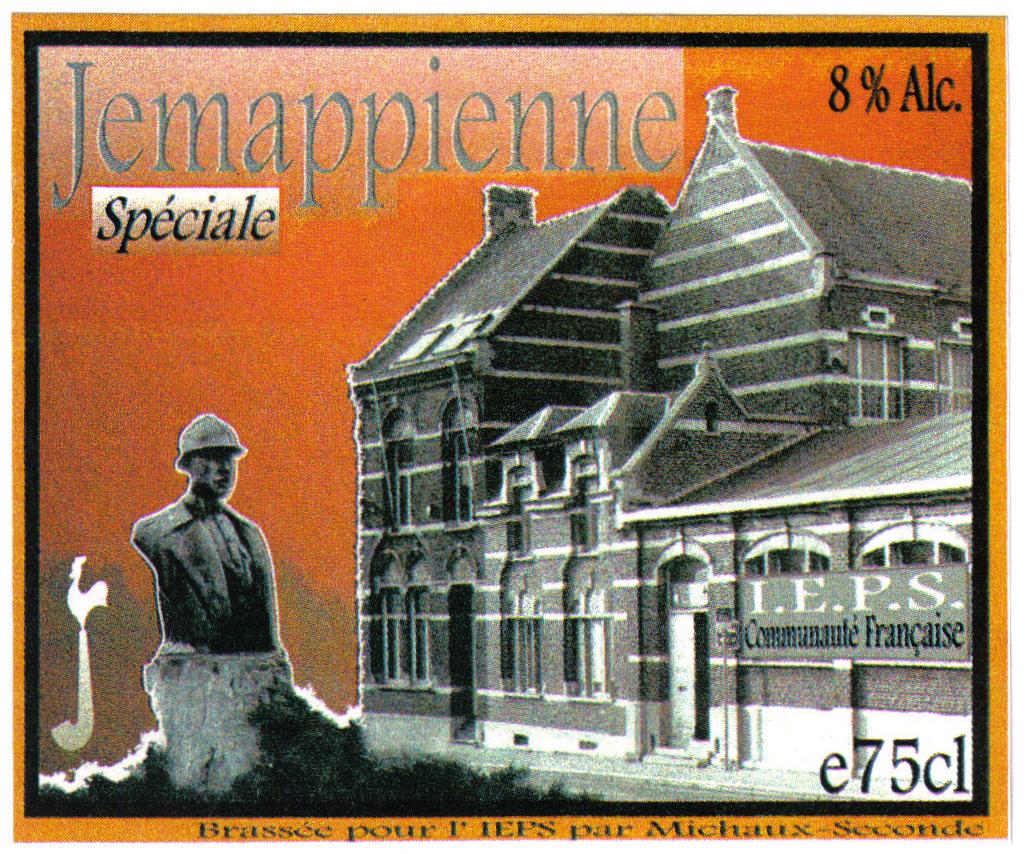 Jemappienne
8 % Alc.
Spéciale
I.E.P.S.
Communauté Française
e75cl
Brassée pour l' IEPS par Michaux-Seconde